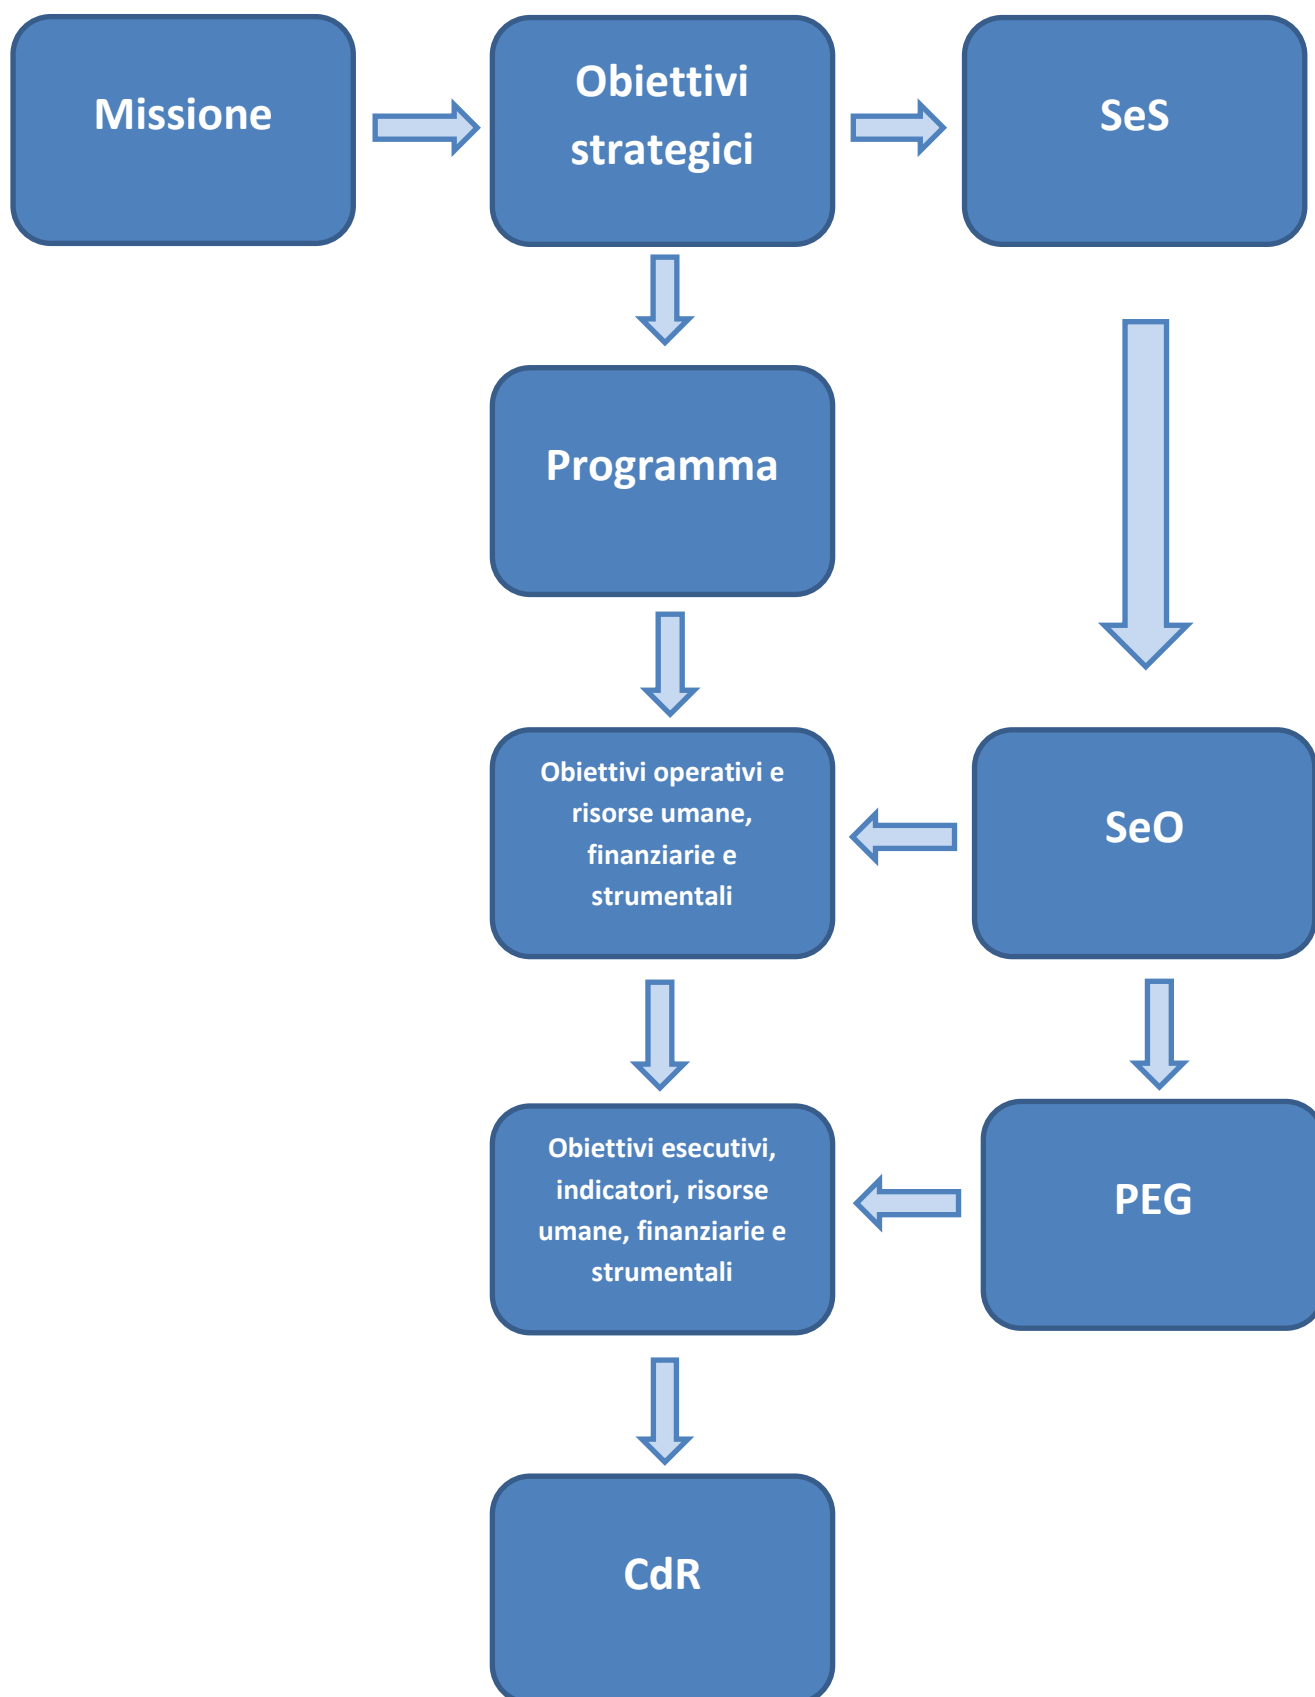 Missione
Obiettivi
strategici
SeS
Programma
Obiettivi operativi e
risorse umane,
finanziarie e
strumentali
SeO
Obiettivi esecutivi,
indicatori, risorse
umane, finanziarie e
strumentali
PEG
CdR